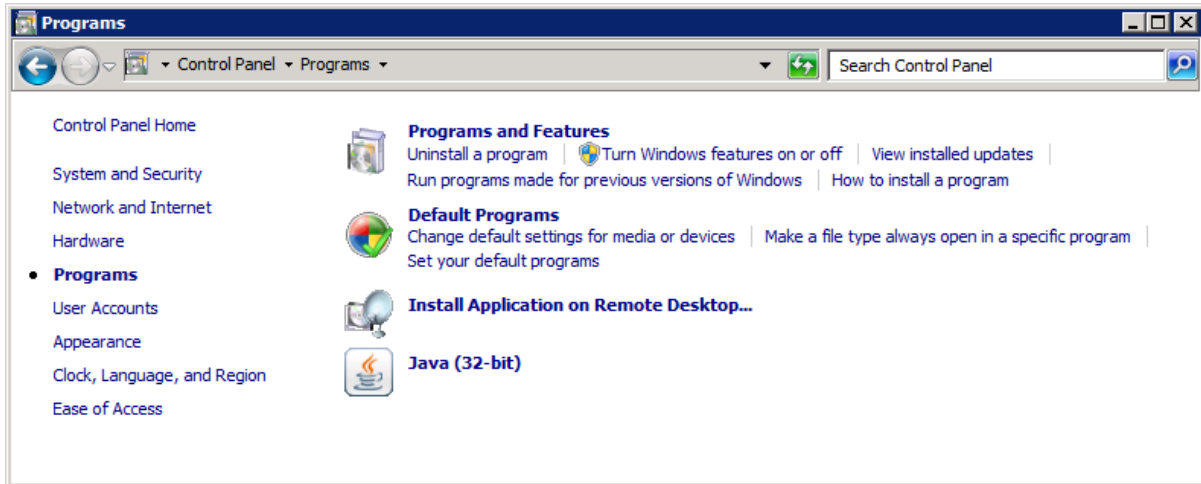 Programs
Control Panel Programs
Search Control Panel
Control Panel Home
System and Security
Network and Internet
Hardware
Programs
User Accounts
Appearance
Clock, Language, and Region
Ease of Access
Programs and Features
Uninstall a program Turn Windows features on or off View installed updates
Run programs made for previous versions of Windows How to install a program
Default Programs
Change default settings for media or devices Make a file type always open in a specific program
Set your default programs
Install Application on Remote Desktop...
Java (32-bit)